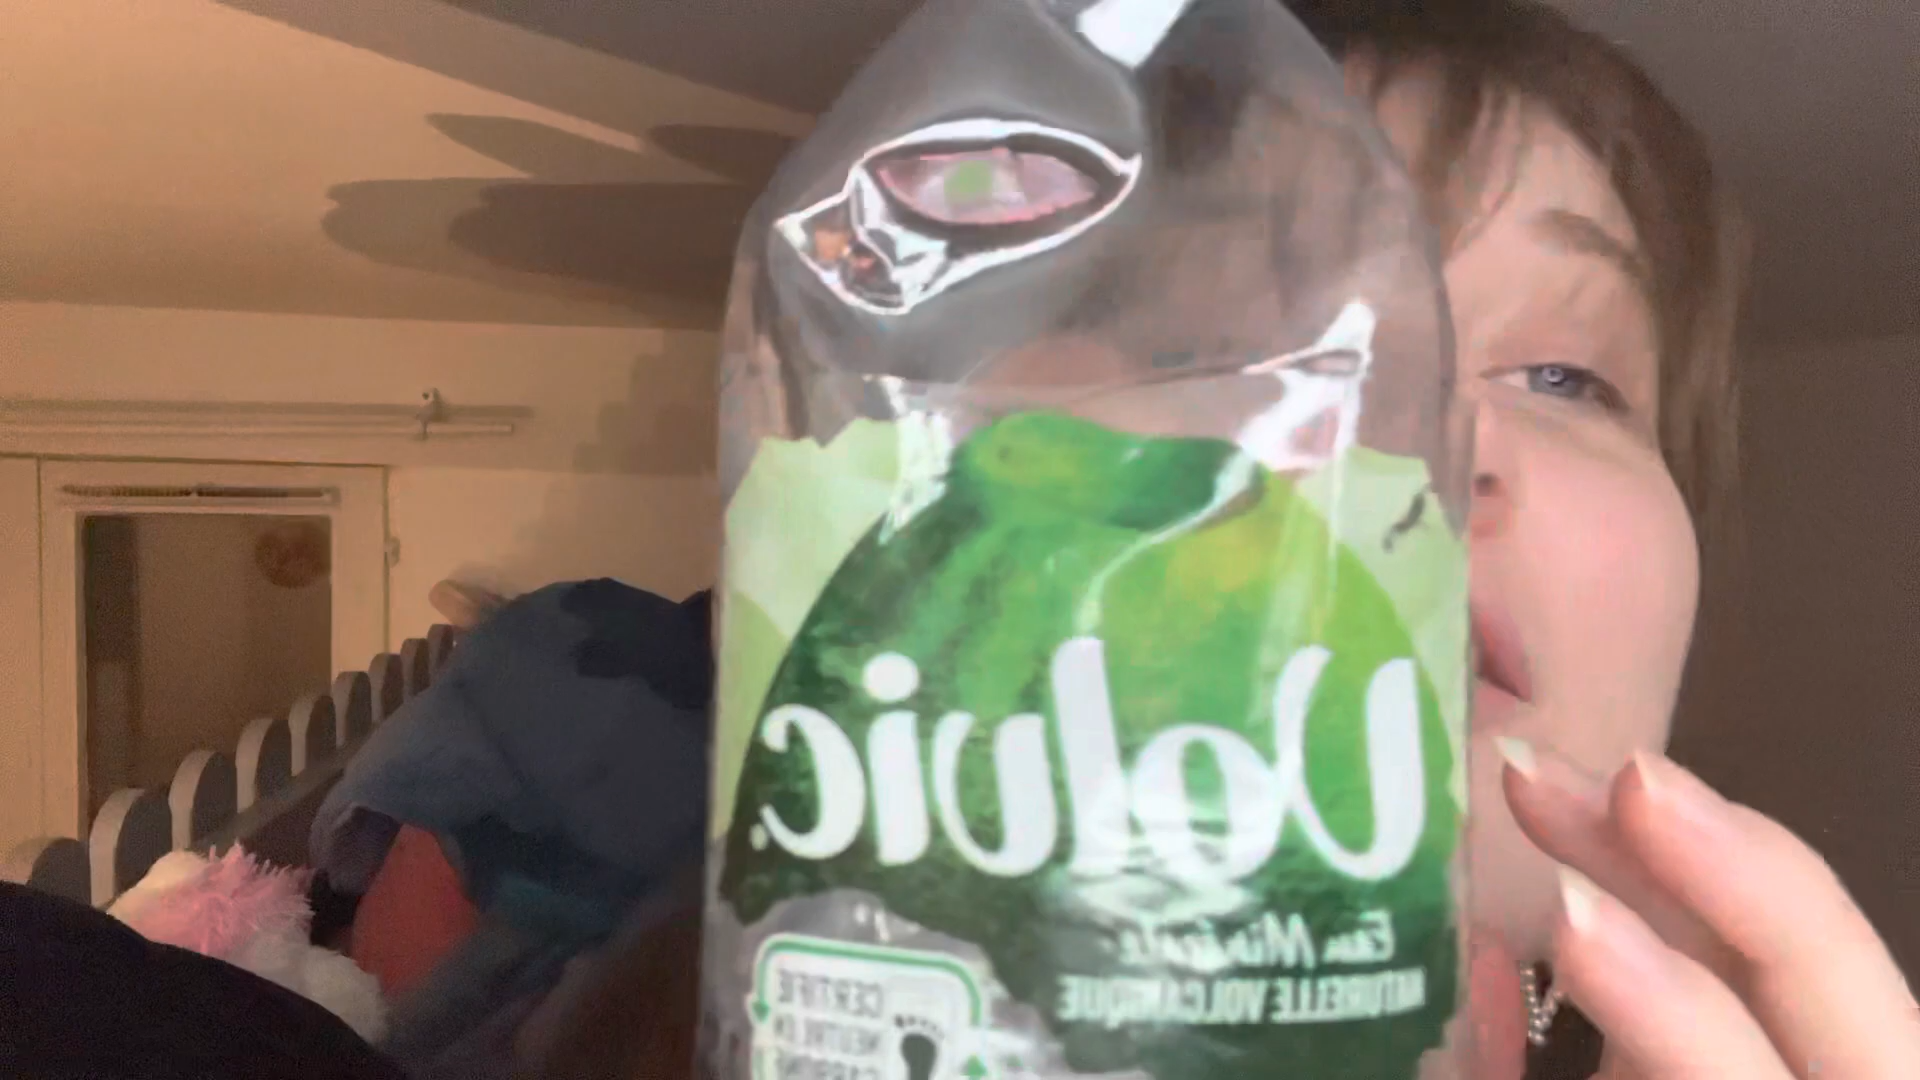 Volvic
Eau Minérale
NATURELLE VOLCANIQUE
CERTIFIÉ
NEUTRE EN
CARBONE